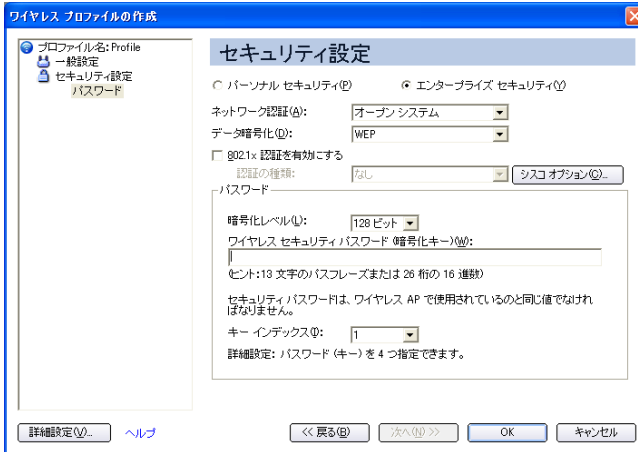 ワイヤレス プロファイルの作成
プロファイル名: Profile
一般設定
セキュリティ設定
パスワード
セキュリティ設定
パーソナル セキュリティ(P)
エンタープライズ セキュリティ(Y)
ネットワーク認証(A):
オープン システム
データ暗号化(D):
WEP
802.1x 認証を有効にする
認証の種類:
なし
シスコ オプション(C)...
パスワード
暗号化レベル(L):
128 ビット
ワイヤレス セキュリティ パスワード (暗号化キー)(W):
(ヒント:13 文字のパスフレーズまたは 26 桁の 16 進数)
セキュリティ パスワードは、ワイヤレス AP で使用されているのと同じ値でなけれ
ばなりません。
キー インデックス(I):
1
詳細設定: パスワード (キー) を 4 つ指定できます。
詳細設定(V)...
ヘルプ
<< 戻る(B)
次へ(N) >>
OK
キャンセル